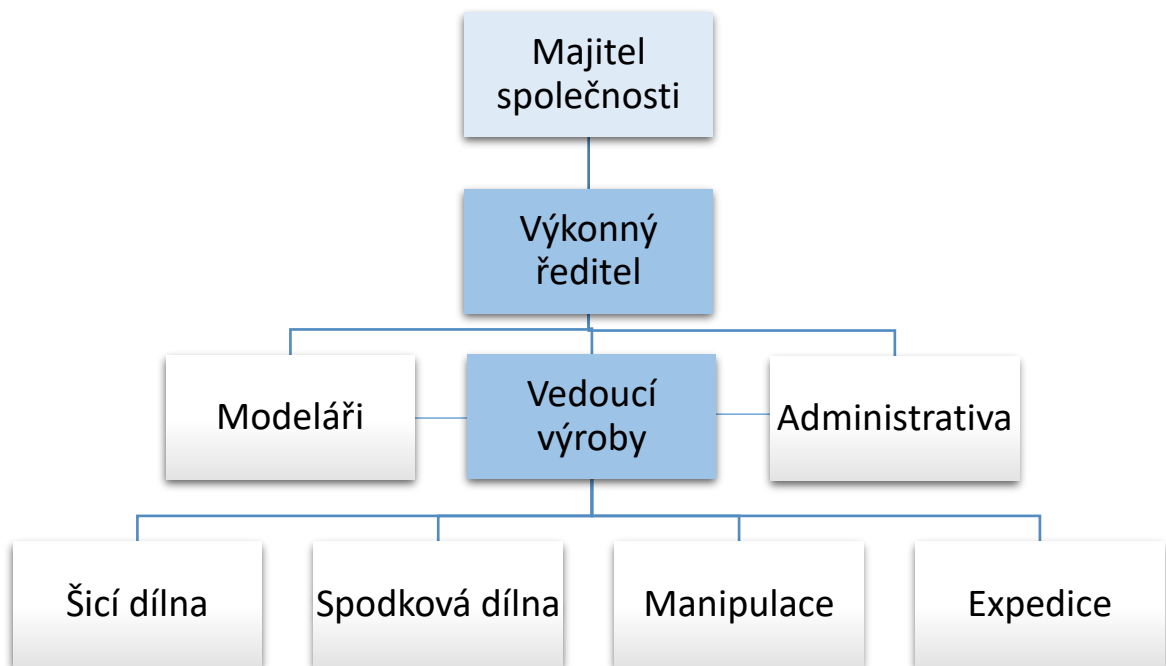 Majitel
společnosti
Výkonný
ředitel
Modeláři
Vedoucí
výroby
Administrativa
Šicí dílna
Spodková dílna
Manipulace
Expedice